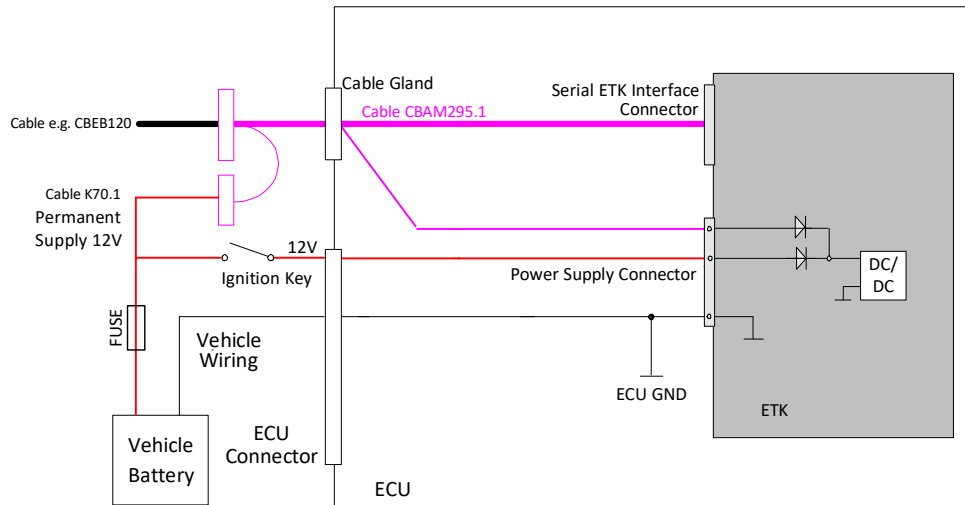 Cable Gland
Serial ETK Interface
Connector
Cable CBAM295.1
Cable e.g. CBEB120
Cable K70.1
Permanent
Supply 12V
12V
Ignition Key
Power Supply Connector
DC/
DC
FUSE
Vehicle
Wiring
ECU GND
ETK
ECU
Connector
Vehicle
Battery
ECU